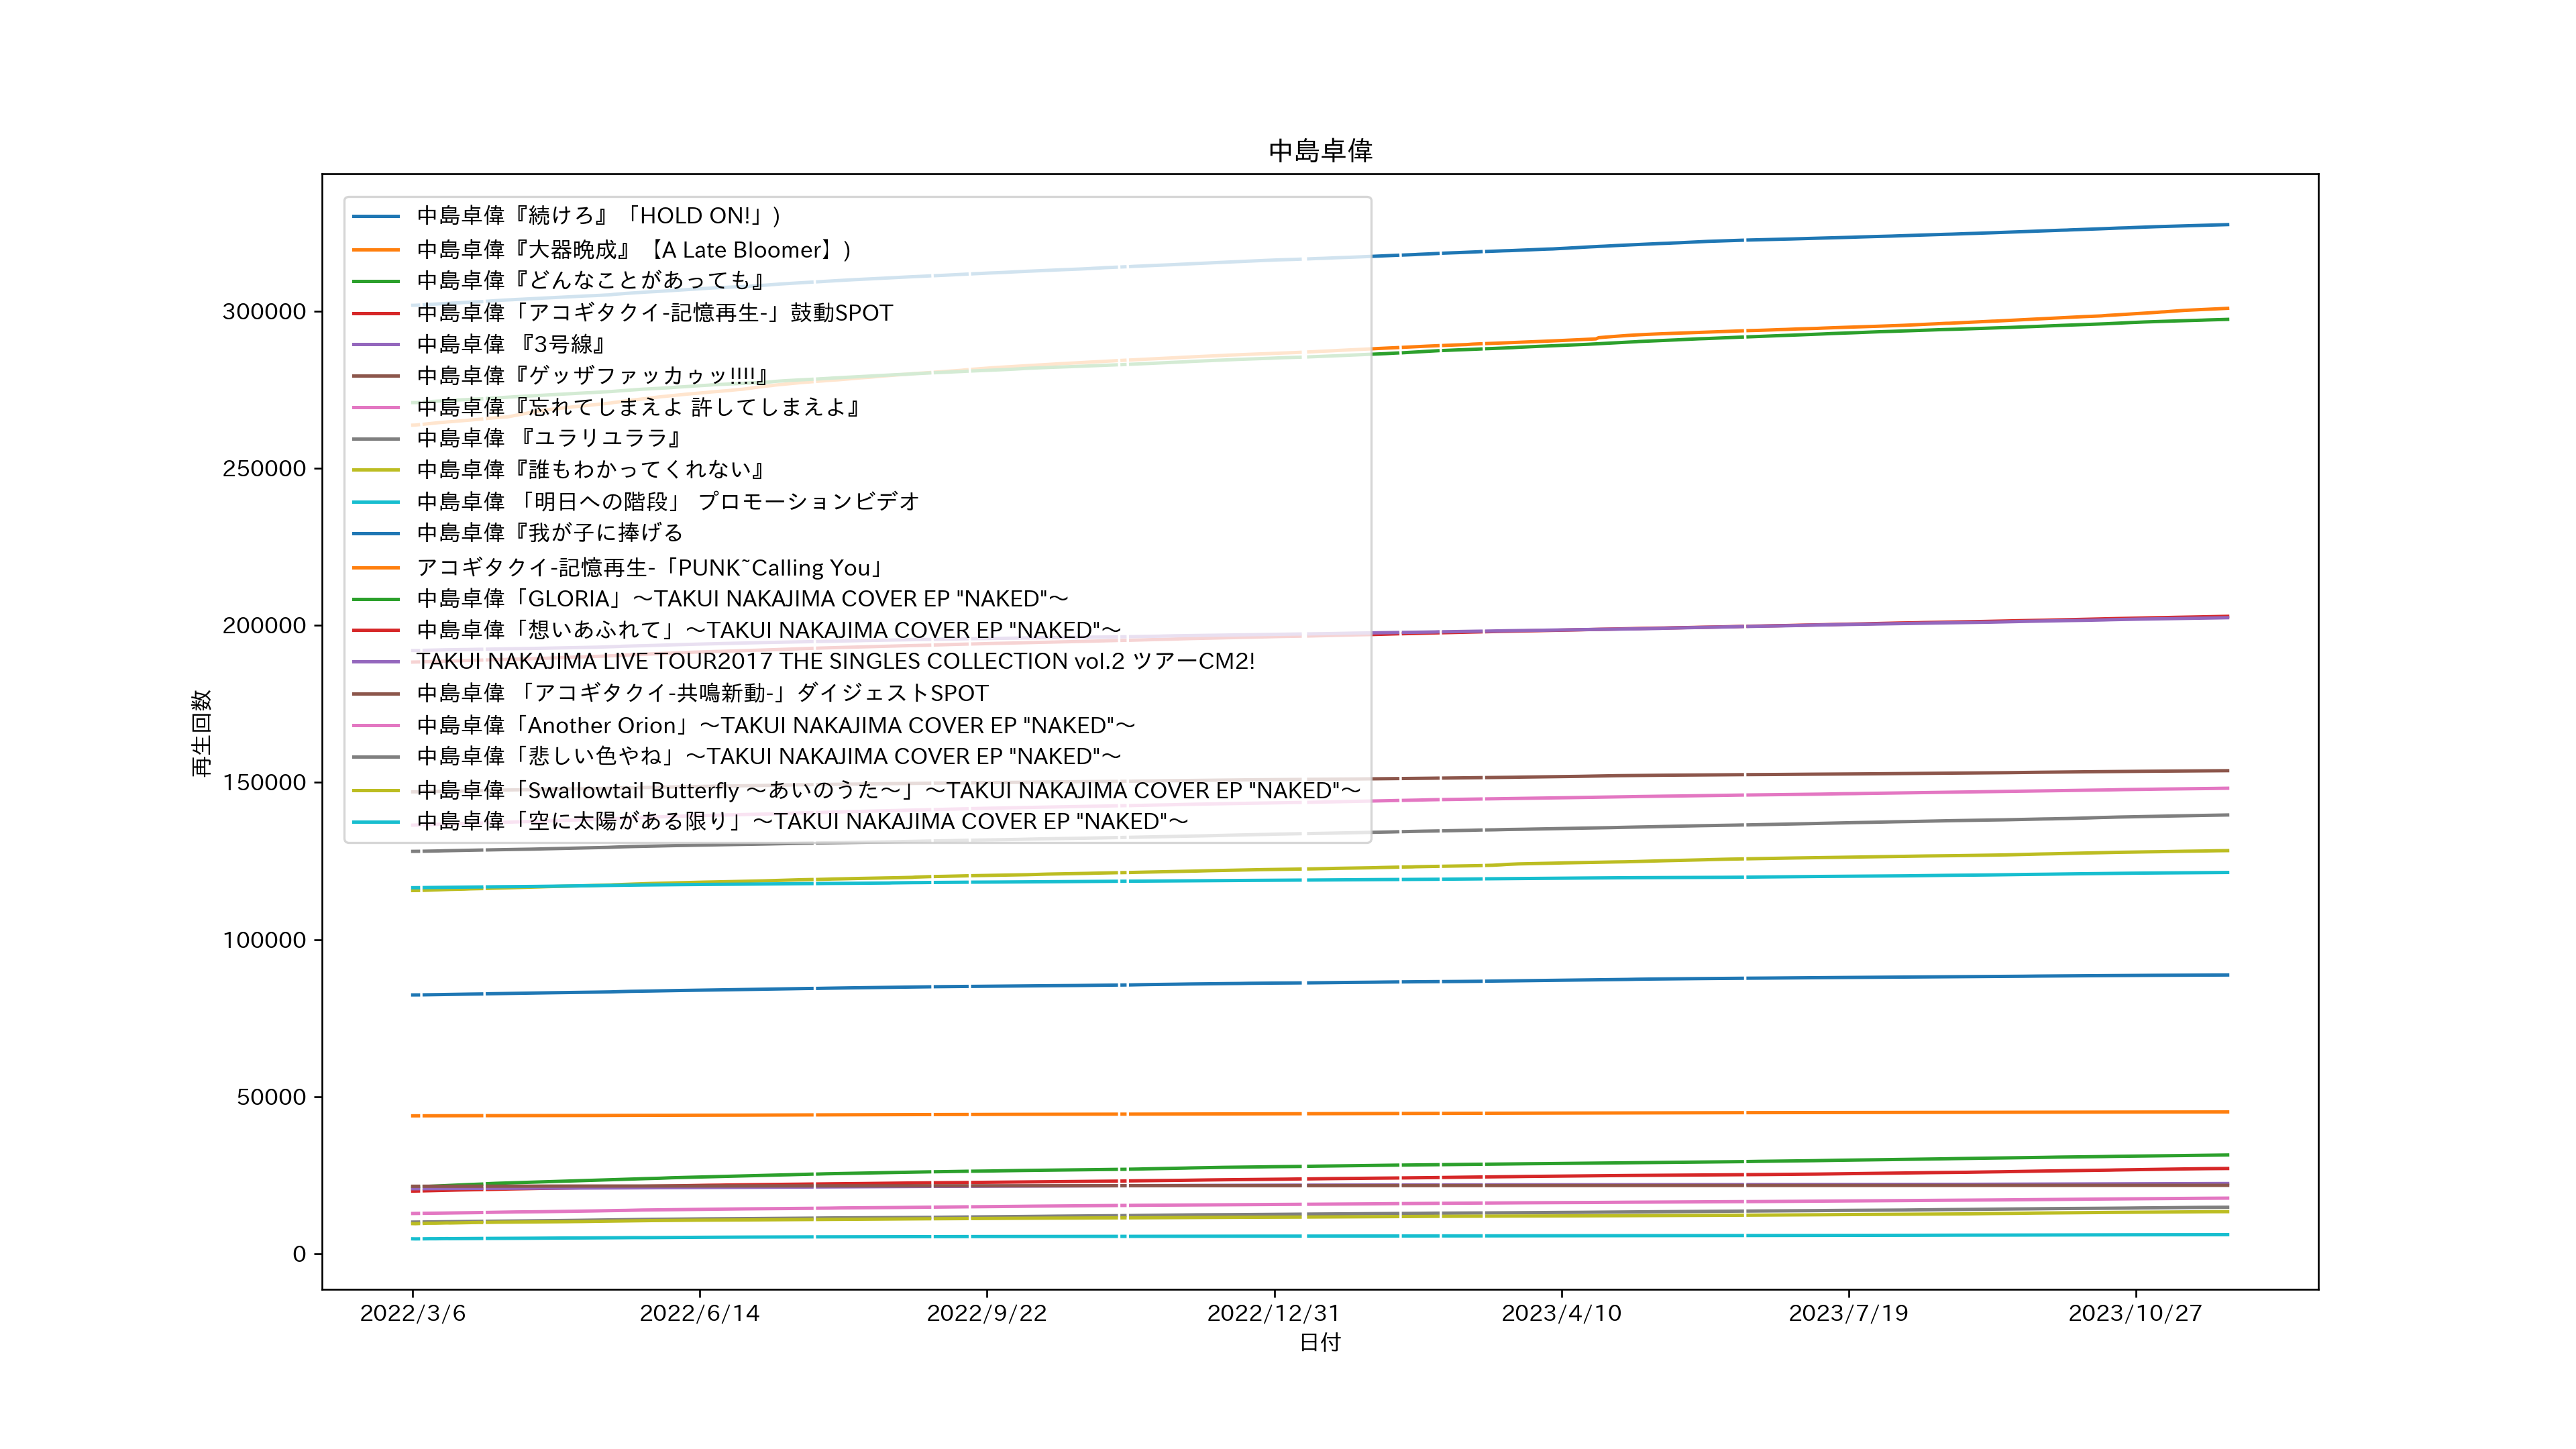 中島卓偉
中島卓偉『続けろ』「HOLD ON!」)
中島卓偉『大器晩成』【A Late Bloomer】)
中島卓偉『どんなことがあっても』
中島卓偉「アコギタクイ-記憶再生-」鼓動SPOT
中島卓偉 『3号線』
中島卓偉『ゲッザファッカゥッ!!!!』
中島卓偉『忘れてしまえよ 許してしまえよ』
中島卓偉 『ユラリユララ』
中島卓偉『誰もわかってくれない』
中島卓偉 「明日への階段」 プロモーションビデオ
中島卓偉『我が子に捧げる
アコギタクイ-記憶再生-「PUNK~Calling You」
中島卓偉「GLORIA」〜TAKUI NAKAJIMA COVER EP "NAKED"〜
中島卓偉「想いあふれて」〜TAKUI NAKAJIMA COVER EP "NAKED"〜
TAKUI NAKAJIMA LIVE TOUR2017 THE SINGLES COLLECTION vol.2 ツアーCM2!
中島卓偉 「アコギタクイ-共鳴新動-」ダイジェストSPOT
中島卓偉「Another Orion」〜TAKUI NAKAJIMA COVER EP "NAKED"〜
中島卓偉「悲しい色やね」〜TAKUI NAKAJIMA COVER EP "NAKED"〜
中島卓偉「Swallowtail Butterfly 〜あいのうた〜」〜TAKUI NAKAJIMA COVER EP "NAKED"〜
中島卓偉「空に太陽がある限り」〜TAKUI NAKAJIMA COVER EP "NAKED"〜
再生回数
300000
250000
200000
150000
100000
50000
0
2022/3/6 2022/6/14 2022/9/22 2022/12/31 2023/4/10 2023/7/19 2023/10/27
日付